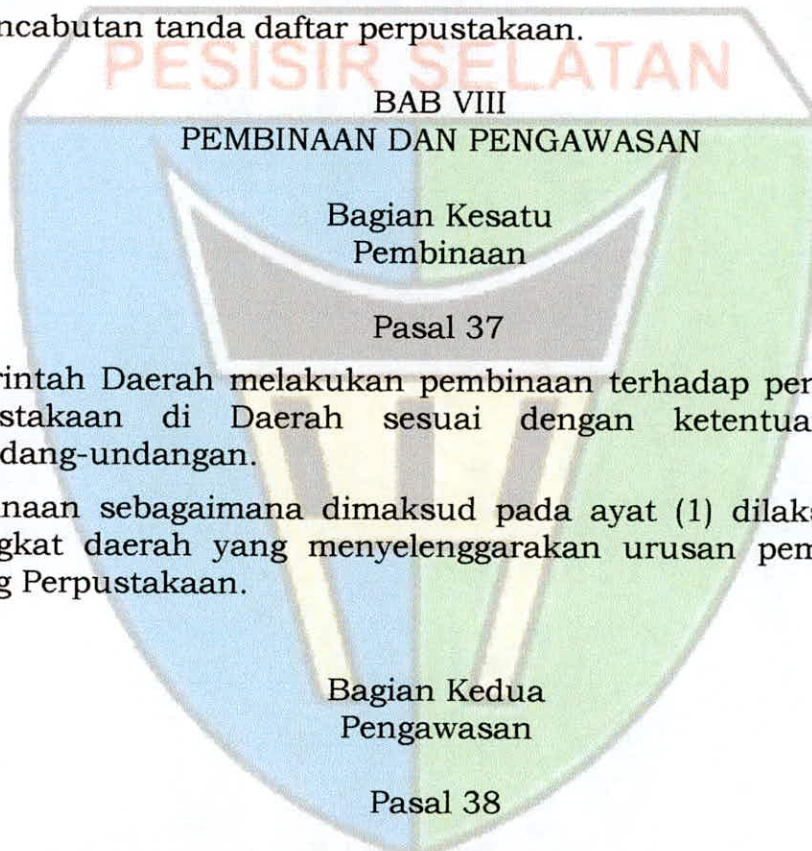 ncabutan tanda daftar perpustakaan.
PESISIR SELATAN
BAB VIII
PEMBINAAN DAN PENGAWASAN
Bagian Kesatu
Pembinaan
Pasal 37
rintah Daerah melakukan pembinaan terhadap per
stakaan di Daerah sesuai dengan ketentua
dang-undangan.
naan sebagaimana dimaksud pada ayat (1) dilaks
gkat daerah yang menyelenggarakan urusan pem
g Perpustakaan.
Bagian Kedua
Pengawasan
Pasal 38